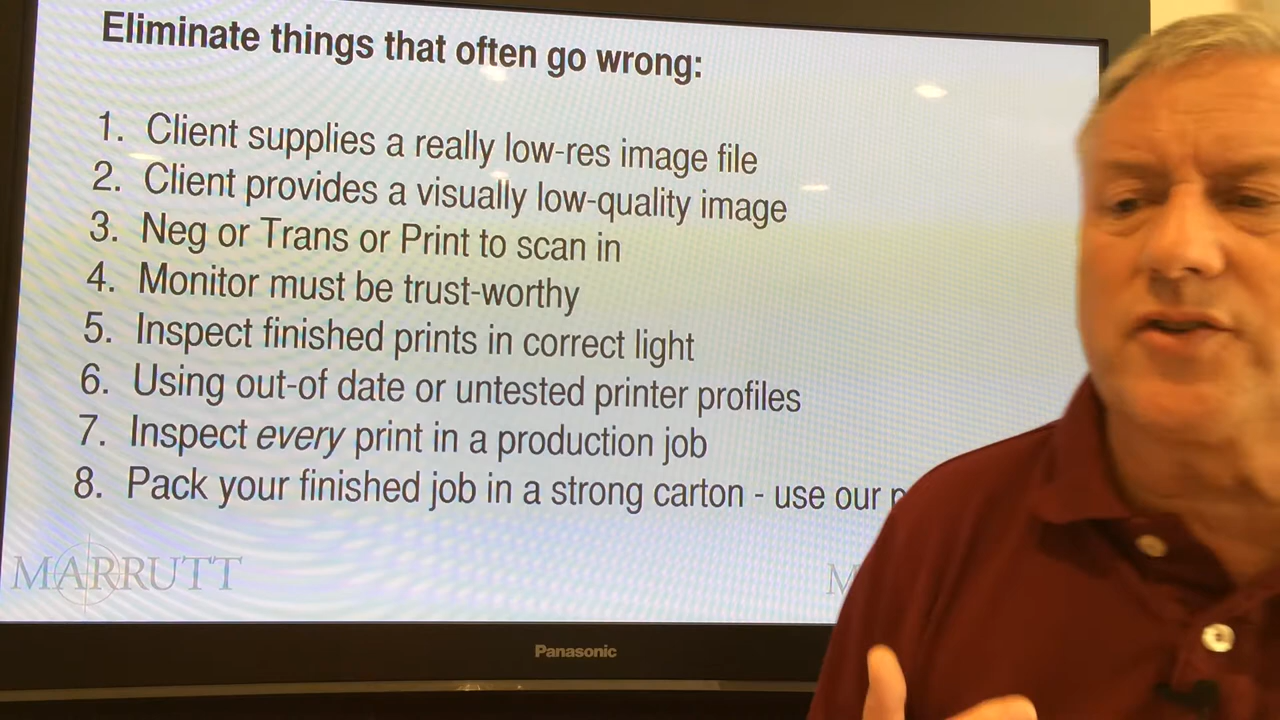 Eliminate things that often go wrong:
1. Client supplies a really low-res image file
2. Client provides a visually low-quality image
3. Neg or Trans or Print to scan in
4. Monitor must be trust-worthy
5. Inspect finished prints in correct light
6. Using out-of date or untested printer profiles
7. Inspect every print in a production job
8. Pack your finished job in a strong carton - use our
MARRUTT
Panasonic